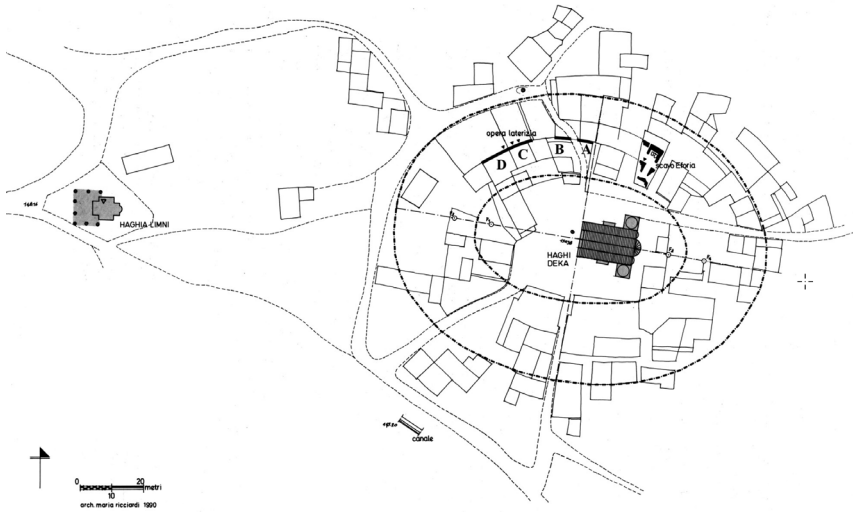 opera laterizia
A
B
C
D
scavo Eforia
HAGHIA LIMNI
HAGHI
DEKA
canale
0
20
metri
10
arch. maria ricciardi 1990